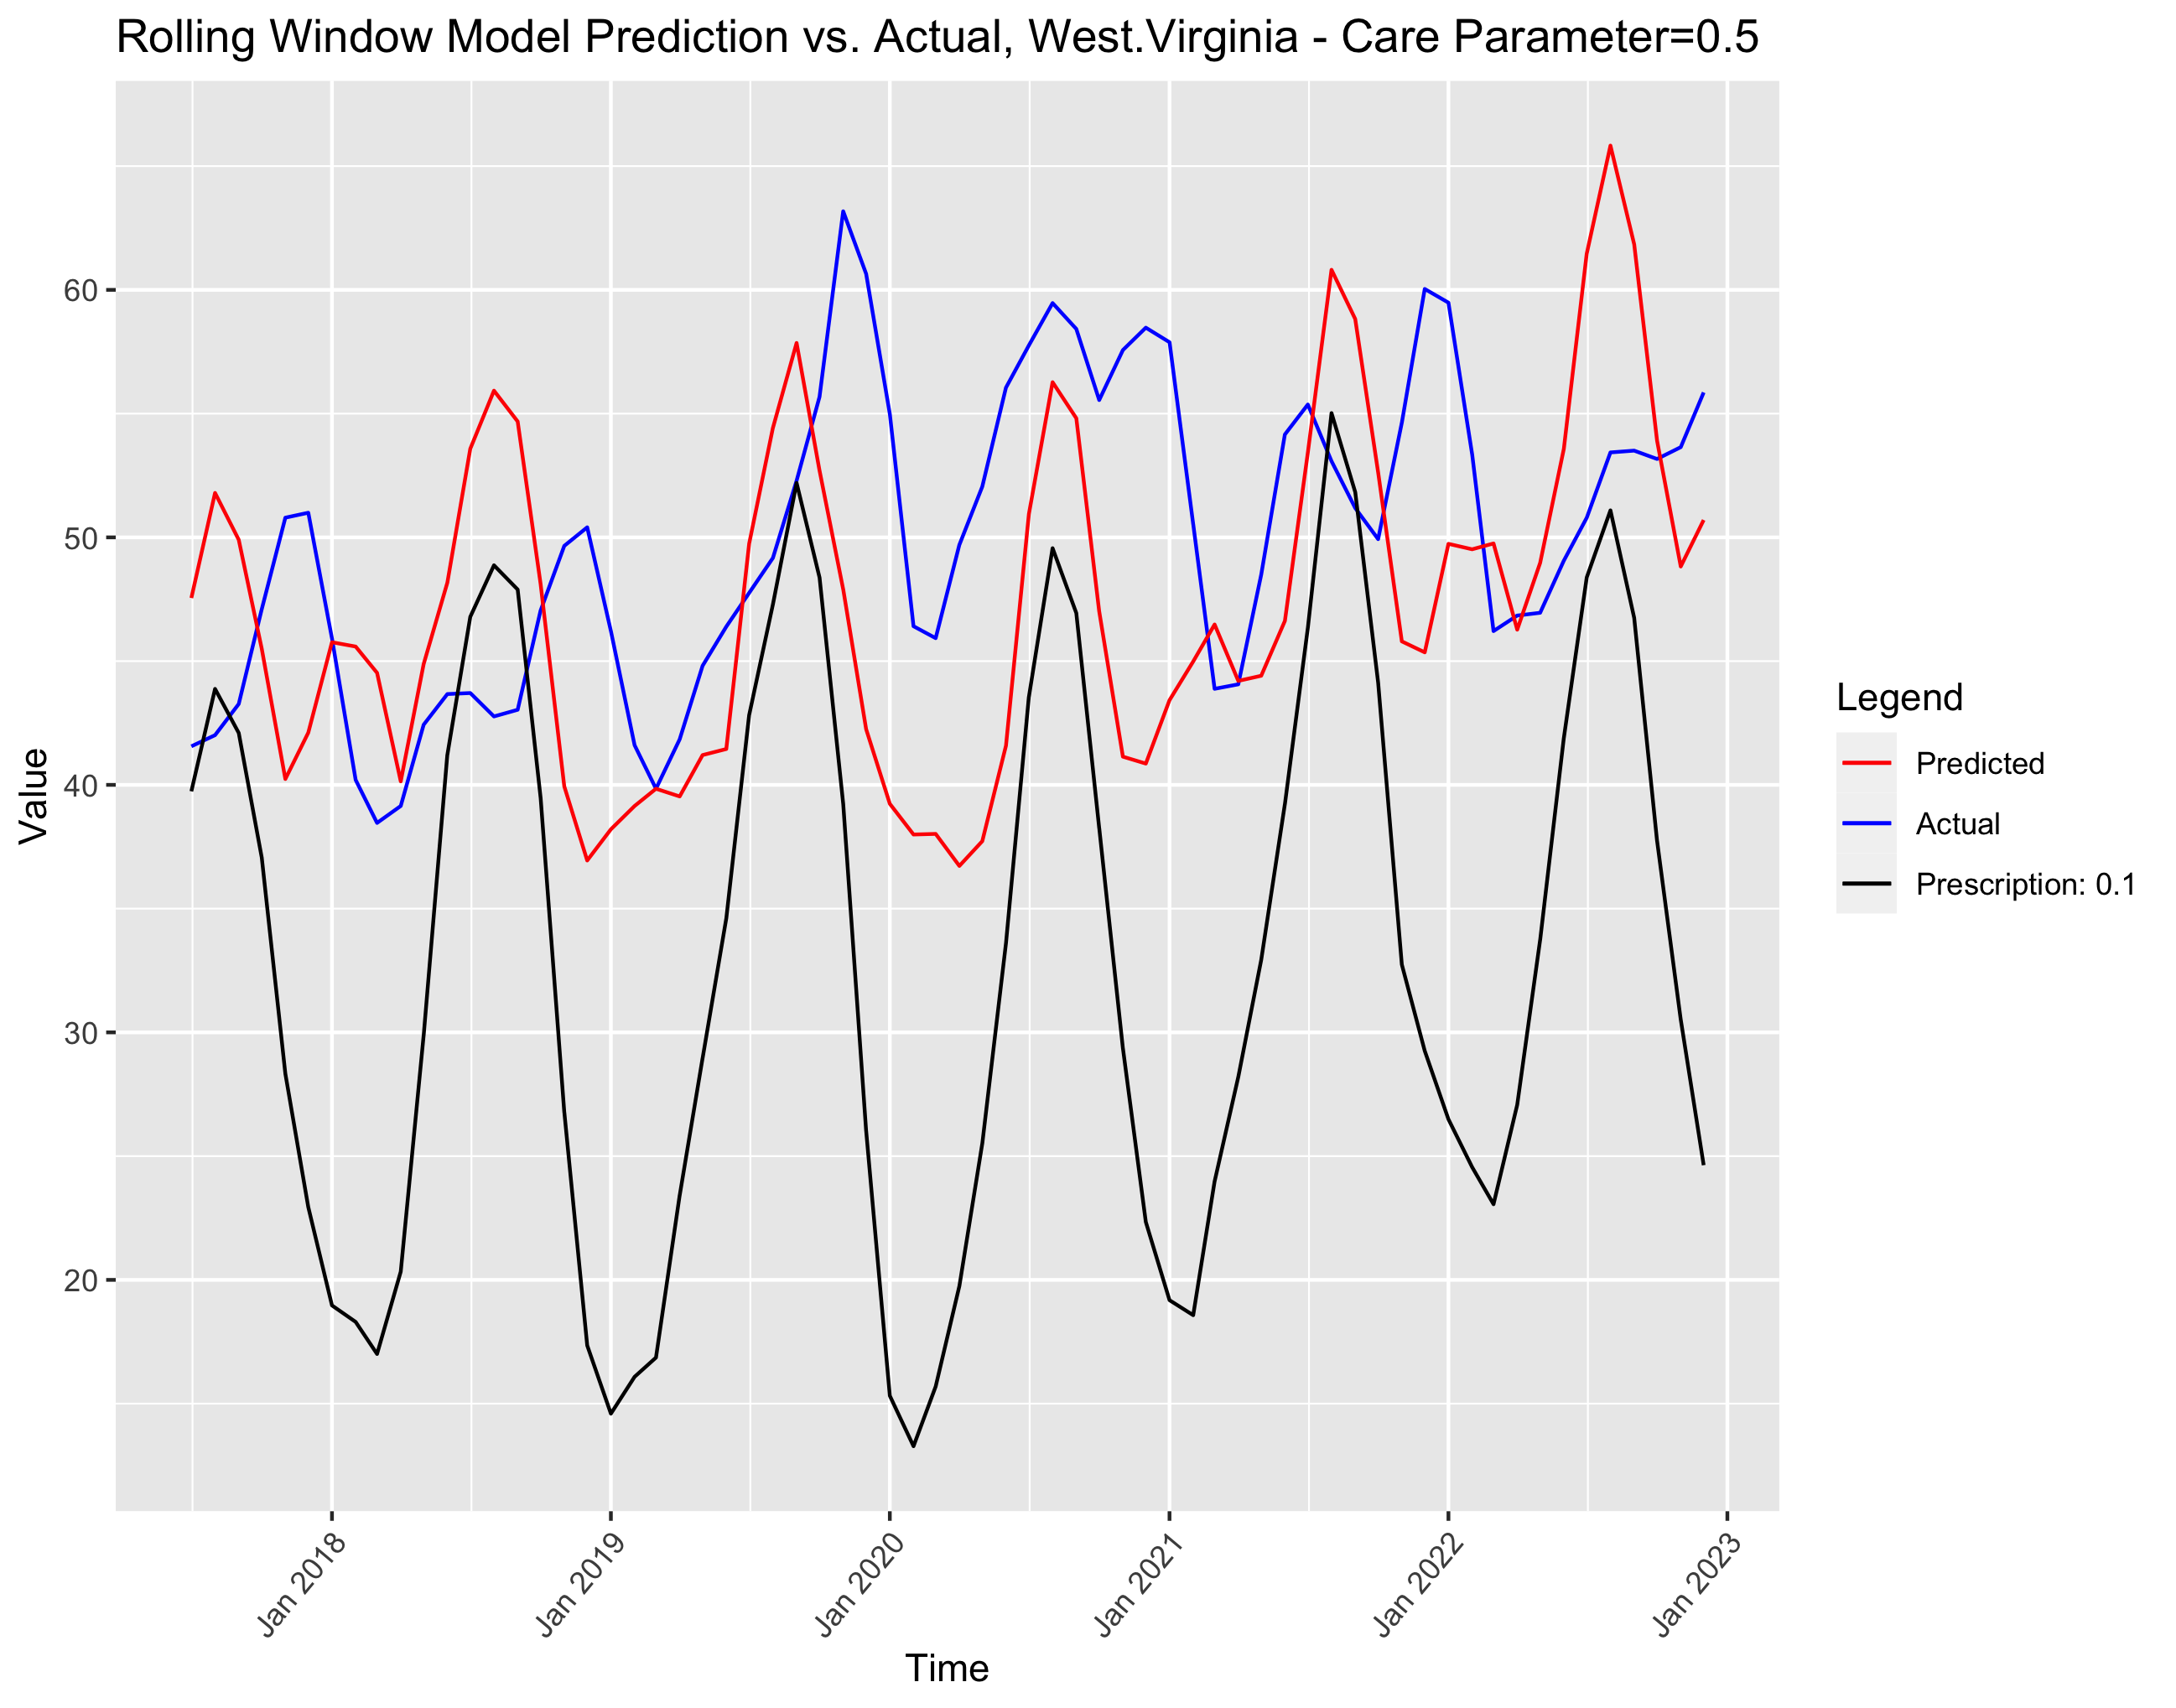 Rolling Window Model Prediction vs. Actual, West.Virginia - Care Parameter=0.5
Value
60
50
40
30
20
Jan 2018
Jan 2019
Jan 2020
Jan 2021
Jan 2022
Jan 2023
Time
Legend
Predicted
Actual
Prescription: 0.1